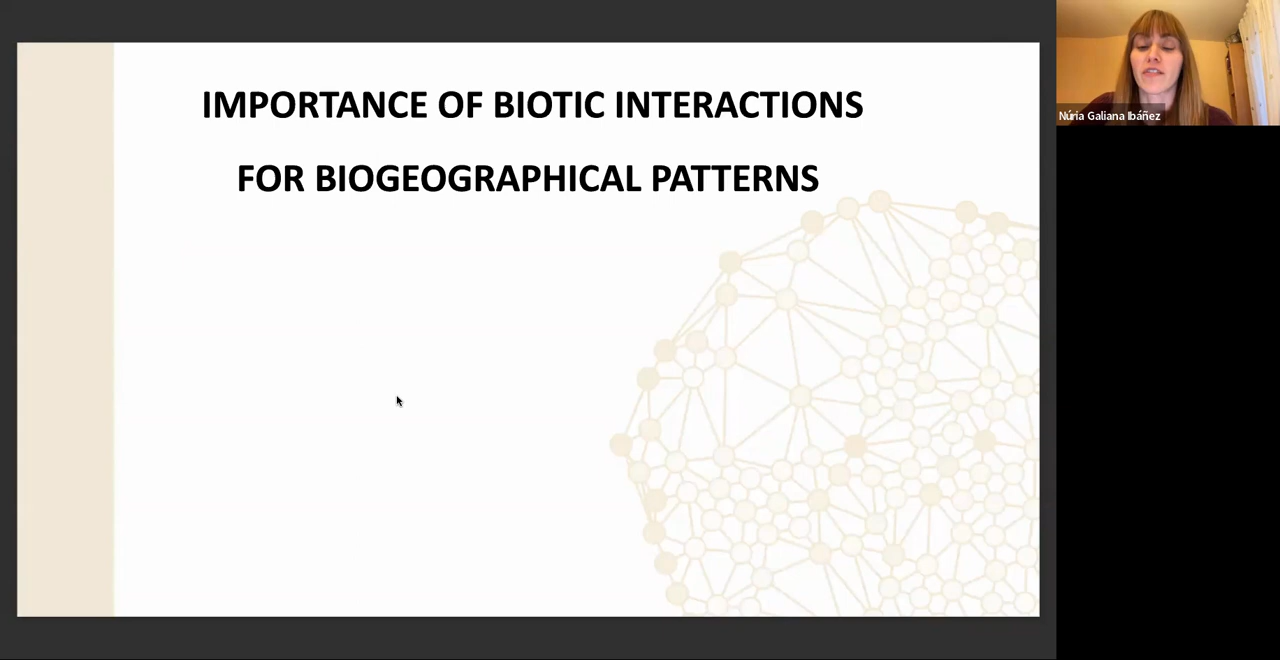 IMPORTANCE OF BIOTIC INTERACTIONS
FOR BIOGEOGRAPHICAL PATTERNS
Núria Galiana Ibáñez